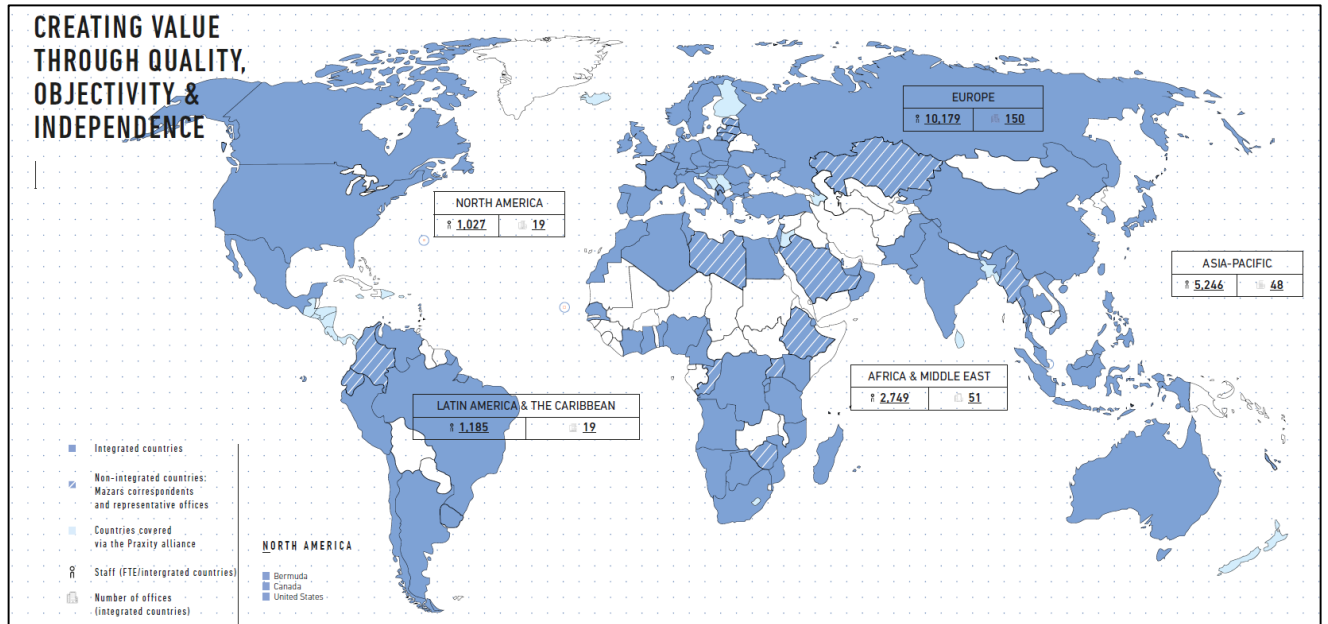 CREATING VALUE
THROUGH QUALITY,
OBJECTIVITY &
INDEPENDENCE
EUROPE
10,179 150
NORTH AMERICA
1,027 19
ASIA-PACIFIC
5,246 48
AFRICA & MIDDLE EAST
2,749 51
LATIN AMERICA & THE CARIBBEAN
1,185 19
Integrated countries
Non-integrated countries:
Mazars correspondents
and representative offices
Countries covered
via the Praxity alliance
Staff (FTE/intergrated countries)
Number of offices
(integrated countries)
NORTH AMERICA
Bermuda
Canada
United States